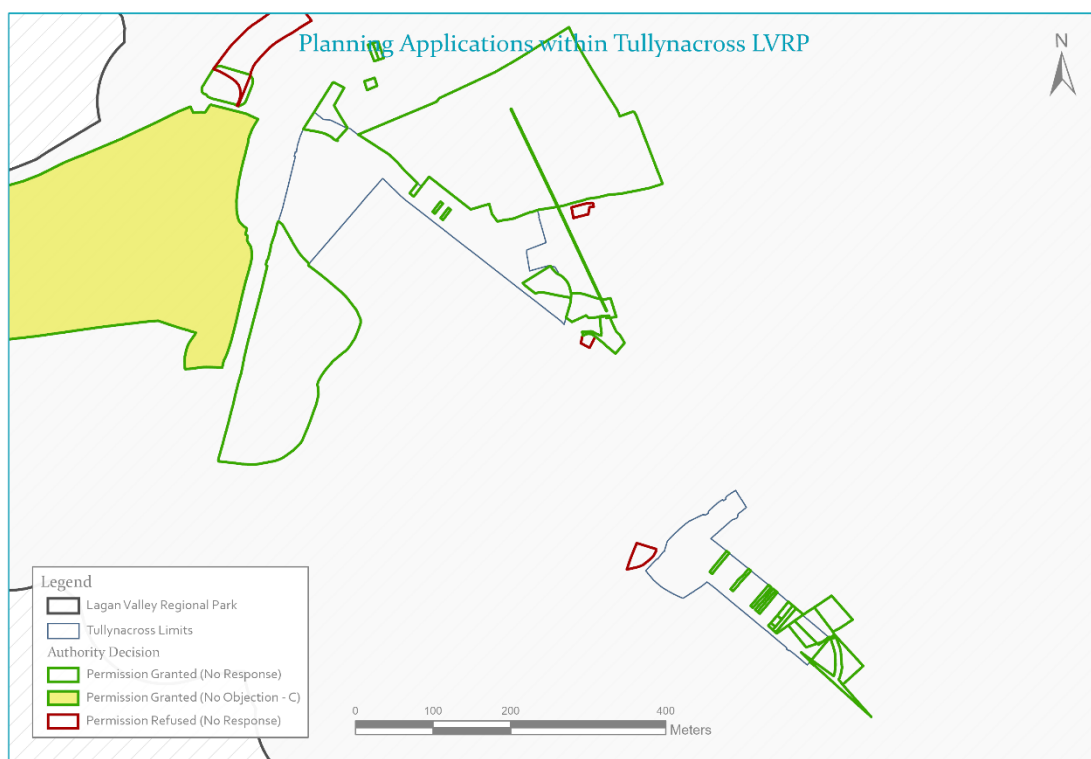 Planning Applications within Tullynacross LVRP
N
Legend
Lagan Valley Regional Park
Tullynacross Limits
Authority Decision
Permission Granted (No Response)
Permission Granted (No Objection - C)
Permission Refused (No Response)
0 100 200 400
Meters